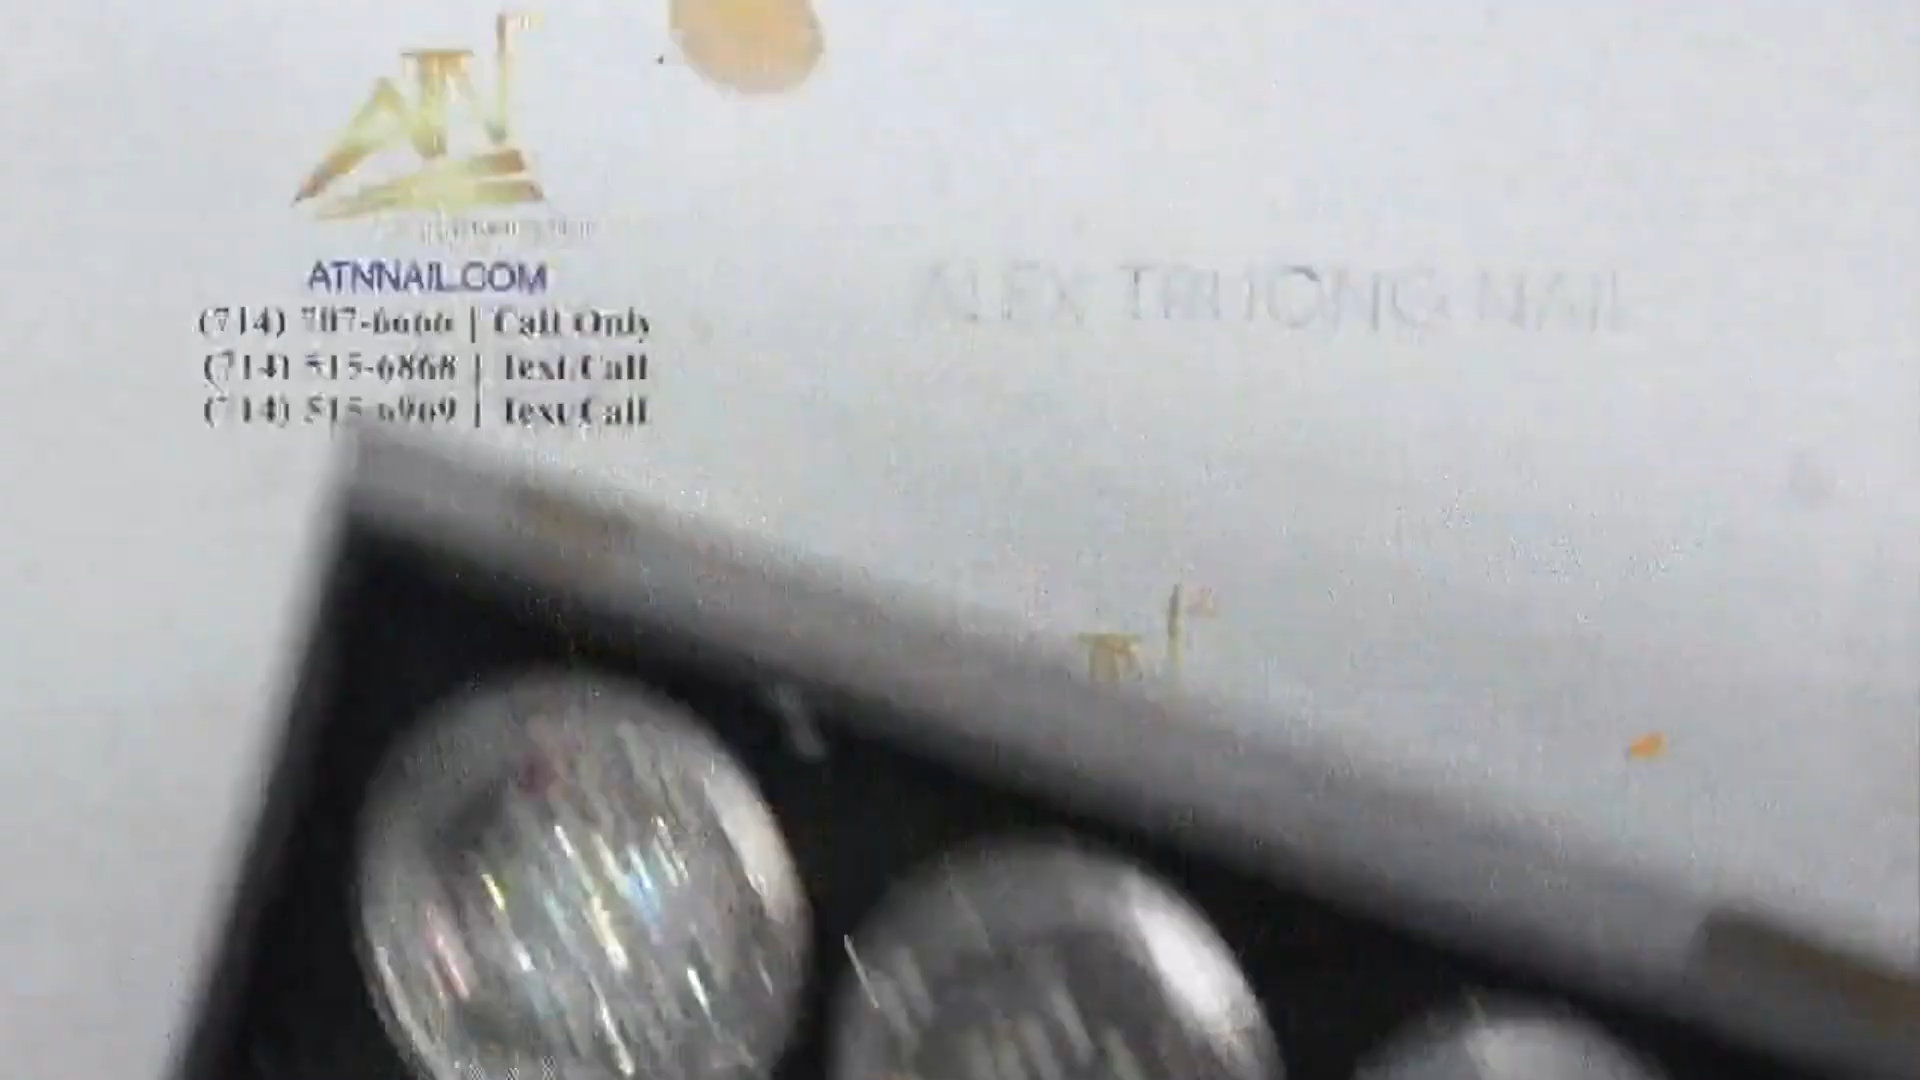 ATN
ATNNAIL.COM
(714) 707-6666 | Call Only
(714) 515-6868 | Text/Call
(714) 515-6969 | Text/Call
ALEX TRUONG NAIL